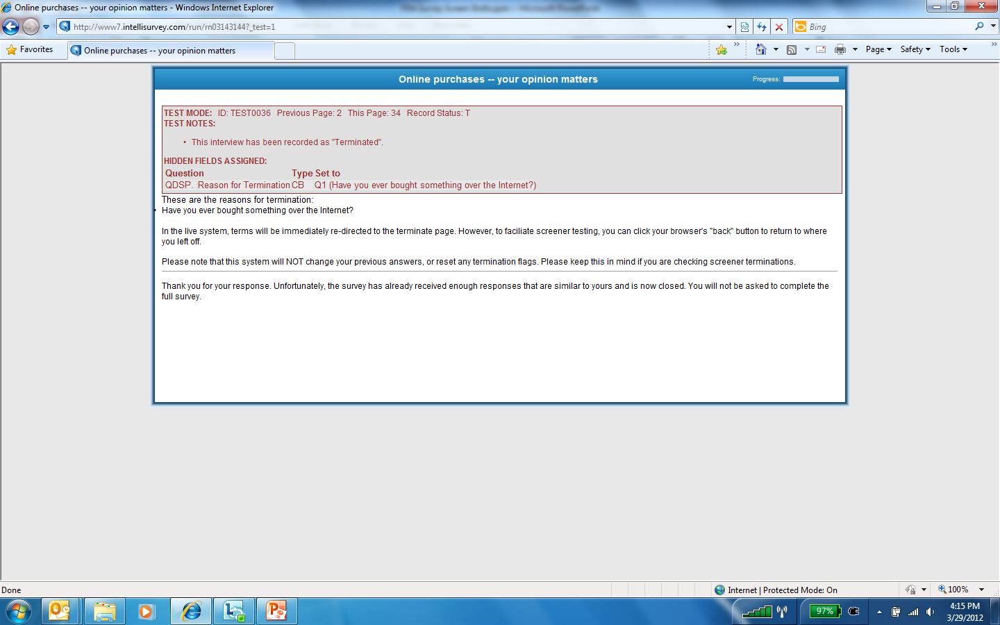 Online purchases -- your opinion matters - Windows Internet Explorer
http://www7.intellisurvey.com/run/rn03143144?_test=1
Bing
Favorites
Online purchases -- your opinion matters
Page
Safety
Tools
Online purchases -- your opinion matters
Progress:
TEST MODE: ID: TEST0036 Previous Page: 2 This Page: 34 Record Status: T
TEST NOTES:
• This interview has been recorded as "Terminated".
HIDDEN FIELDS ASSIGNED:
Question Type Set to
QDSP. Reason for Termination CB Q1 (Have you ever bought something over the Internet?)
These are the reasons for termination:
• Have you ever bought something over the Internet?
In the live system, terms will be immediately re-directed to the terminate page. However, to faciliate screener testing, you can click your browser's "back" button to return to where
you left off.
Please note that this system will NOT change your previous answers, or reset any termination flags. Please keep this in mind if you are checking screener terminations.
Thank you for your response. Unfortunately, the survey has already received enough responses that are similar to yours and is now closed. You will not be asked to complete the
full survey.
Done
Internet | Protected Mode: On
100%
97%
4:15 PM
3/29/2012